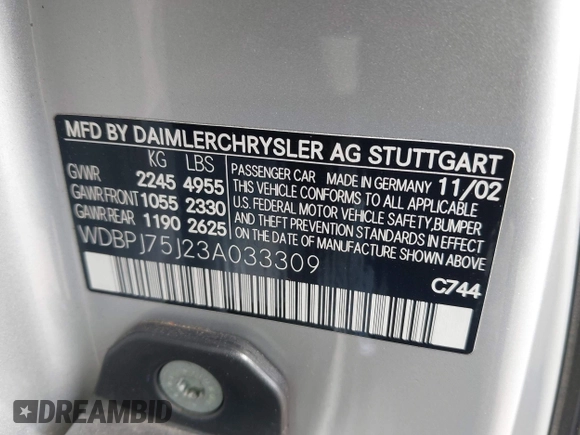 MFD BY DAIMLERCHRYSLER AG STUTTGART
KG LBS
GVWR 2245 4955
GAWR.FRONT 1055 2330
GAWR.REAR 1190 2625
PASSENGER CAR MADE IN GERMANY 11/02
THIS VEHICLE CONFORMS TO ALL APPLICABLE
U.S. FEDERAL MOTOR VEHICLE SAFETY, BUMPER
AND THEFT PREVENTION STANDARDS IN EFFECT
ON DATE OF MANUFACTURE SHOWN ABOVE
WDBPJ75J23A033309
C744
DREAMBID